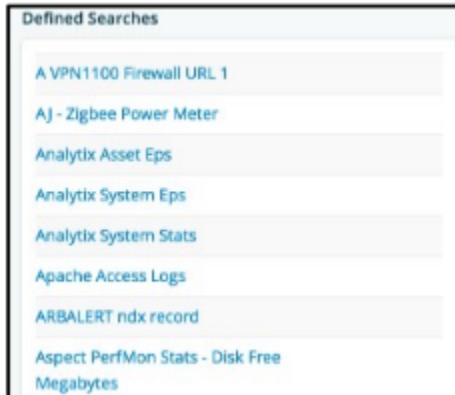 Defined Searches
A VPN1100 Firewall URL 1
AJ - Zigbee Power Meter
Analytix Asset Eps
Analytix System Eps
Analytix System Stats
Apache Access Logs
ARBALERT ndx record
Aspect PerfMon Stats - Disk Free
Megabytes